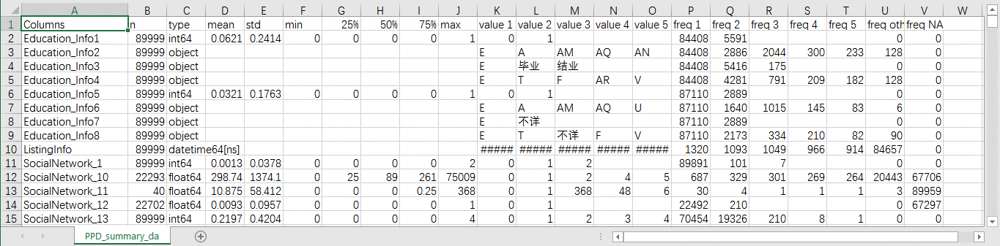 A B C D E F G H I J K L M N O P Q R S T U V W
1 Columns n type mean std min 25% 50% 75% max value 1 value 2 value 3 value 4 value 5 freq 1 freq 2 freq 3 freq 4 freq 5 freq oth freq NA
2 Education_Info1 89999 int64 0.0621 0.2414 0 0 0 0 1 0 1 84408 5591 0 0
3 Education_Info2 89999 object E A AM AQ AN 84408 2886 2044 300 233 128 0
4 Education_Info3 89999 object E 毕业 结业 84408 5416 175 0 0
5 Education_Info4 89999 object E T F AR V 84408 4281 791 209 182 128 0
6 Education_Info5 89999 int64 0.0321 0.1763 0 0 0 0 1 0 1 87110 2889 0 0
7 Education_Info6 89999 object E A AM AQ U 87110 1640 1015 145 83 6 0
8 Education_Info7 89999 object E 不详 87110 2889 0 0
9 Education_Info8 89999 object E T 不详 F V 87110 2173 334 210 82 90 0
10 ListingInfo 89999 datetime64[ns] ##### ##### ##### ##### ##### 1320 1093 1049 966 914 84657 0
11 SocialNetwork_1 89999 int64 0.0013 0.0378 0 0 0 0 2 0 1 2 89891 101 7 0 0
12 SocialNetwork_10 22293 float64 298.74 1374.1 0 25 89 261 75009 0 1 2 4 5 687 329 301 269 264 20443 67706
13 SocialNetwork_11 40 float64 10.875 58.412 0 0 0 0.25 368 0 1 368 48 6 30 4 1 1 1 3 89959
14 SocialNetwork_12 22702 float64 0.0093 0.0957 0 0 0 0 1 0 1 22492 210 0 67297
15 SocialNetwork_13 89999 int64 0.2197 0.4204 0 0 0 0 4 0 1 2 3 4 70454 19326 210 8 1 0 0
PPD_summary_da